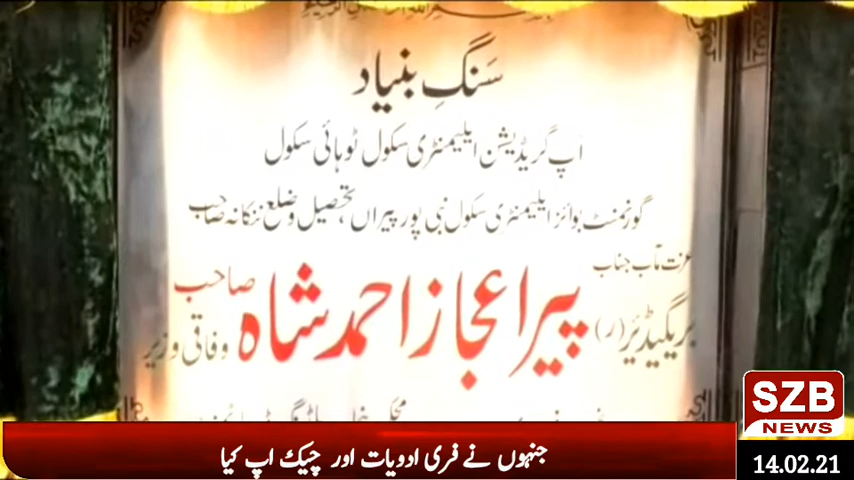 سَنگِ بنیاد
اپ گریڈیشن ایلیمنٹری سکول ٹو ہائی سکول
گورنمنٹ بوائز ایلیمنٹری سکول نبی پور پیراں، تحصیل و ضلع ننکانہ صاحب
عزت مآب جناب
بریگیڈیئر (ر) پیر اعجاز احمد شاہ صاحب
وفاقی وزیر
SZB
NEWS
جنہوں نے فری ادویات اور چیک اپ کیا
14.02.21